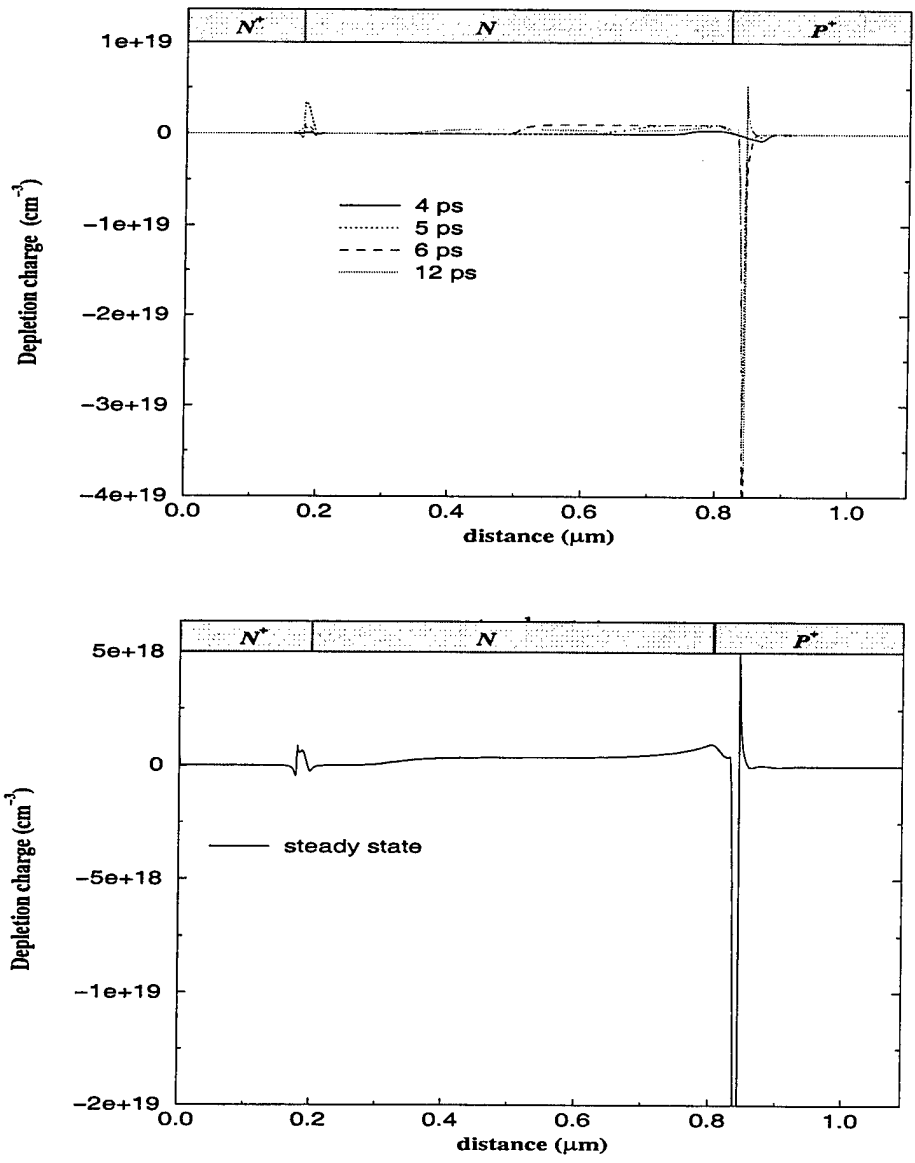 N⁺ N P⁺
1e+19
0
−1e+19
−2e+19
−3e+19
−4e+19
Depletion charge (cm⁻³)
4 ps
5 ps
6 ps
12 ps
0.0 0.2 0.4 0.6 0.8 1.0
distance (μm)
N⁺ N P⁺
5e+18
0
−5e+18
−1e+19
−2e+19
Depletion charge (cm⁻³)
steady state
0.0 0.2 0.4 0.6 0.8 1.0
distance (μm)